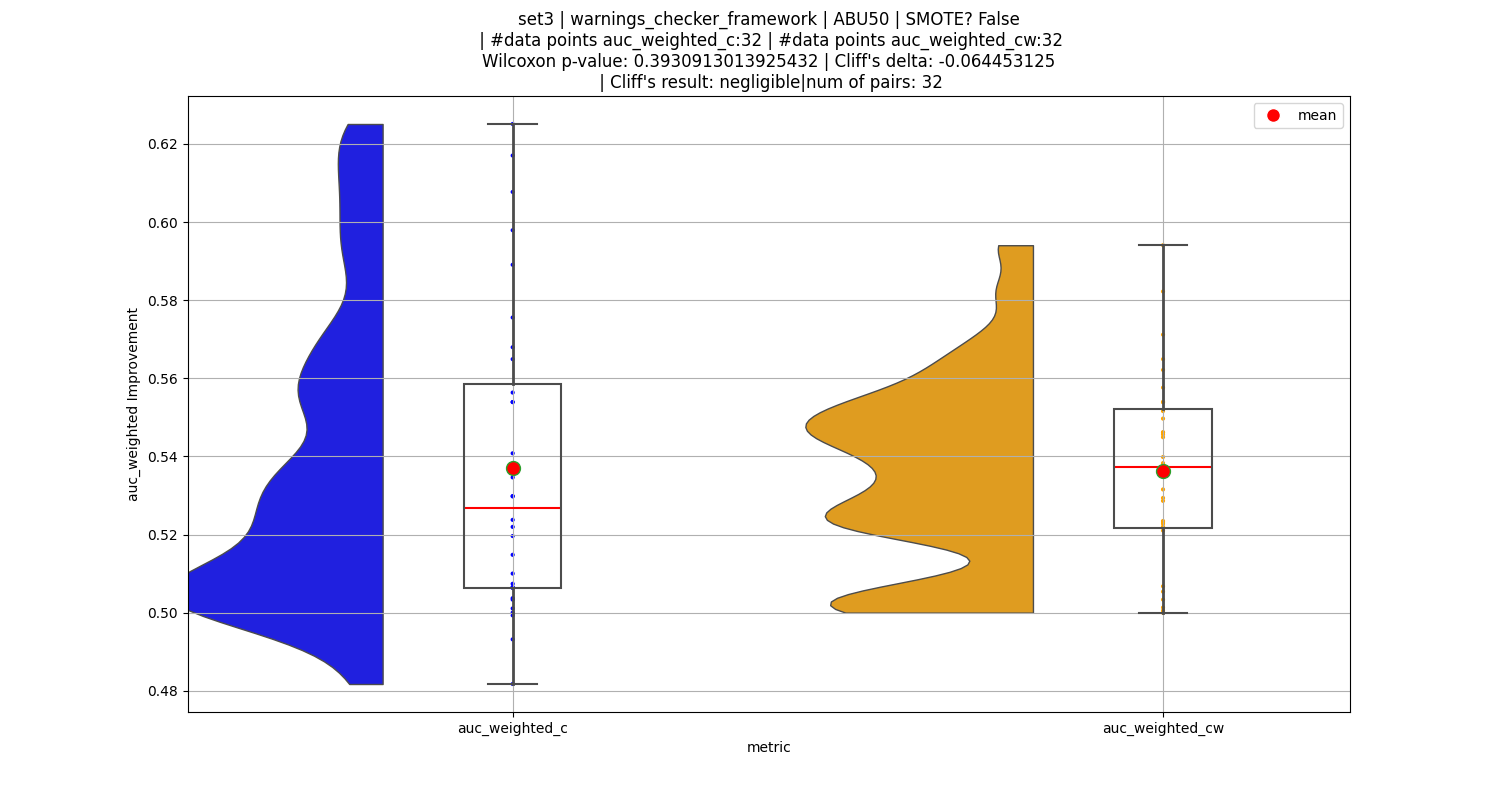 set3 | warnings_checker_framework | ABU50 | SMOTE? False
| #data points auc_weighted_c:32 | #data points auc_weighted_cw:32
Wilcoxon p-value: 0.3930913013925432 | Cliff's delta: -0.064453125
| Cliff's result: negligible|num of pairs: 32
mean
0.62
0.60
0.58
0.56
0.54
0.52
0.50
0.48
auc_weighted Improvement
auc_weighted_c
auc_weighted_cw
metric